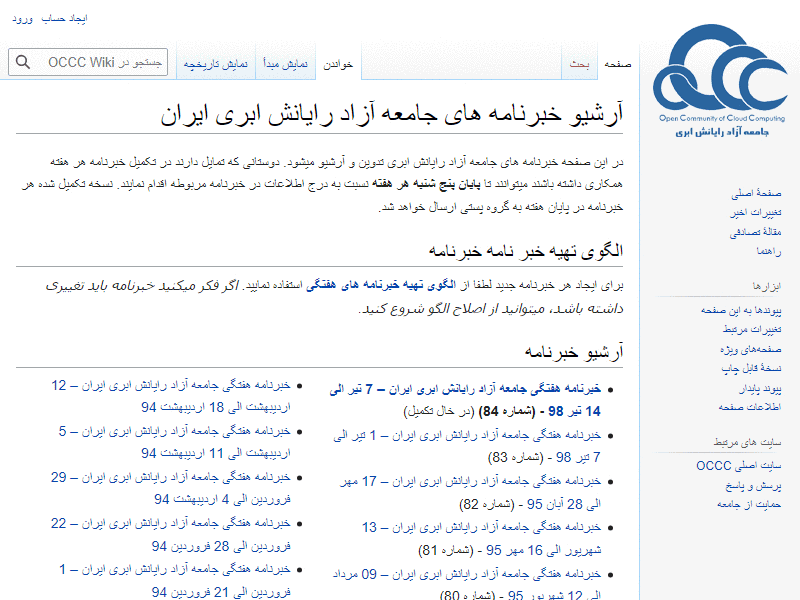 ایجاد حساب ورود
Open Community of Cloud Computing
جامعه آزاد رایانش ابری
صفحه بحث
خواندن نمایش مبدأ نمایش تاریخچه
جستجو در OCCC Wiki
آرشیو خبرنامه های جامعه آزاد رایانش ابری ایران
در این صفحه خبرنامه های جامعه آزاد رایانش ابری تدوین و آرشیو میشود. دوستانی که تمایل دارند در تکمیل خبرنامه هر هفته
همکاری داشته باشند میتوانند تا پایان پنج شنبه هر هفته نسبت به درج اطلاعات در خبرنامه مربوطه اقدام نمایند. نسخه تکمیل شده هر
خبرنامه در پایان هفته به گروه پستی ارسال خواهد شد.
الگوی تهیه خبر نامه خبرنامه
برای ایجاد هر خبرنامه جدید لطفا از الگوی تهیه خبرنامه های هفتگی استفاده نمایید. اگر فکر میکنید خبرنامه باید تغییری
داشته باشد، میتوانید از اصلاح الگو شروع کنید.
آرشیو خبرنامه
خبرنامه هفتگی جامعه آزاد رایانش ابری ایران – 7 تیر الی
14 تیر 98 - (شماره 84) (در خال تکمیل)
خبرنامه هفتگی جامعه آزاد رایانش ابری ایران – 1 تیر الی
7 تیر 98 - (شماره 83)
خبرنامه هفتگی جامعه آزاد رایانش ابری ایران – 17 مهر
الی 28 آبان 95 - (شماره 82)
خبرنامه هفتگی جامعه آزاد رایانش ابری ایران – 13
شهریور الی 16 مهر 95 - (شماره 81)
خبرنامه هفتگی جامعه آزاد رایانش ابری ایران – 09 مرداد
الی 12 شهریور 95 - (شماره 80)
خبرنامه هفتگی جامعه آزاد رایانش ابری ایران – 12
اردیبهشت الی 18 اردیبهشت 94
خبرنامه هفتگی جامعه آزاد رایانش ابری ایران – 5
اردیبهشت الی 11 اردیبهشت 94
خبرنامه هفتگی جامعه آزاد رایانش ابری ایران – 29
فروردین الی 4 اردیبهشت 94
خبرنامه هفتگی جامعه آزاد رایانش ابری ایران – 22
فروردین الی 28 فروردین 94
خبرنامه هفتگی جامعه آزاد رایانش ابری ایران – 1
فروردین الی 21 فروردین 94
صفحهٔ اصلی
تغییرات اخیر
مقالهٔ تصادفی
راهنما
ابزارها
پیوندها به این صفحه
تغییرات مرتبط
صفحه‌های ویژه
نسخهٔ قابل چاپ
پیوند پایدار
اطلاعات صفحه
سایت های مرتبط
سایت اصلی OCCC
پرسش و پاسخ
حمایت از جامعه